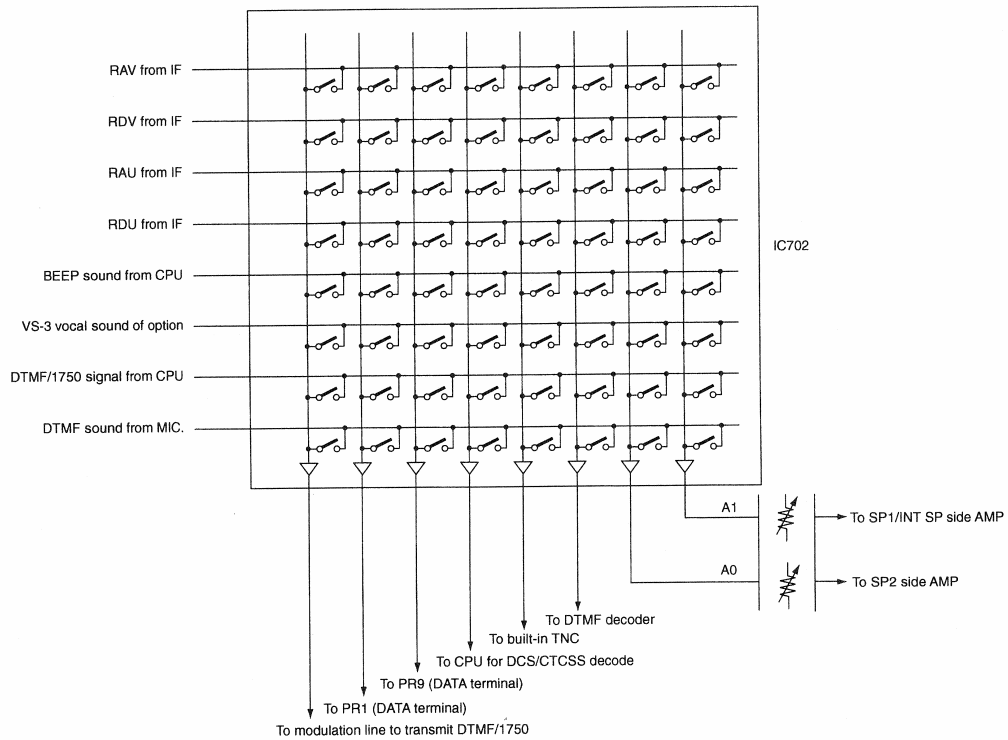 RAV from IF
RDV from IF
RAU from IF
RDU from IF
BEEP sound from CPU
VS-3 vocal sound of option
DTMF/1750 signal from CPU
DTMF sound from MIC.
IC702
A1
To SP1/INT SP side AMP
A0
To SP2 side AMP
To DTMF decoder
To built-in TNC
To CPU for DCS/CTCSS decode
To PR9 (DATA terminal)
To PR1 (DATA terminal)
To modulation line to transmit DTMF/1750